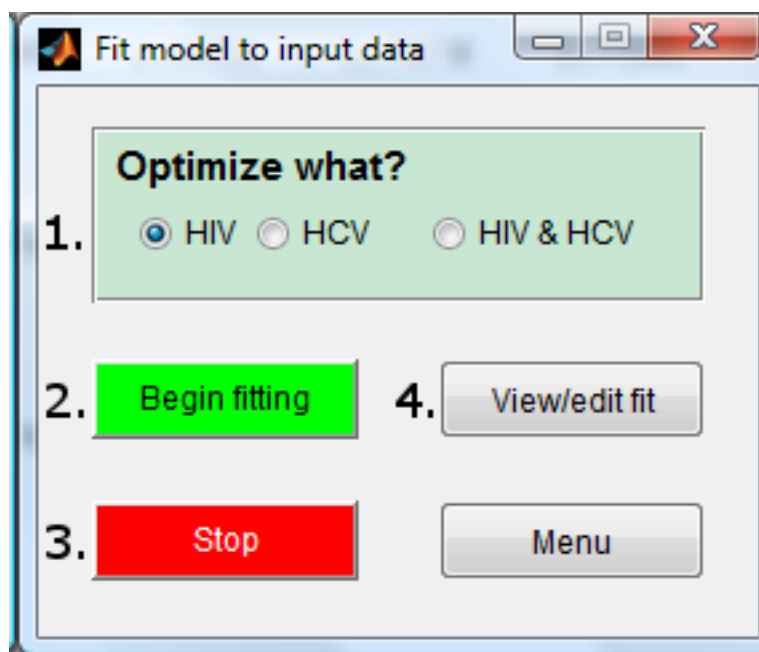 Fit model to input data
Optimize what?
1. HIV HCV HIV & HCV
2. Begin fitting 4. View/edit fit
3. Stop Menu